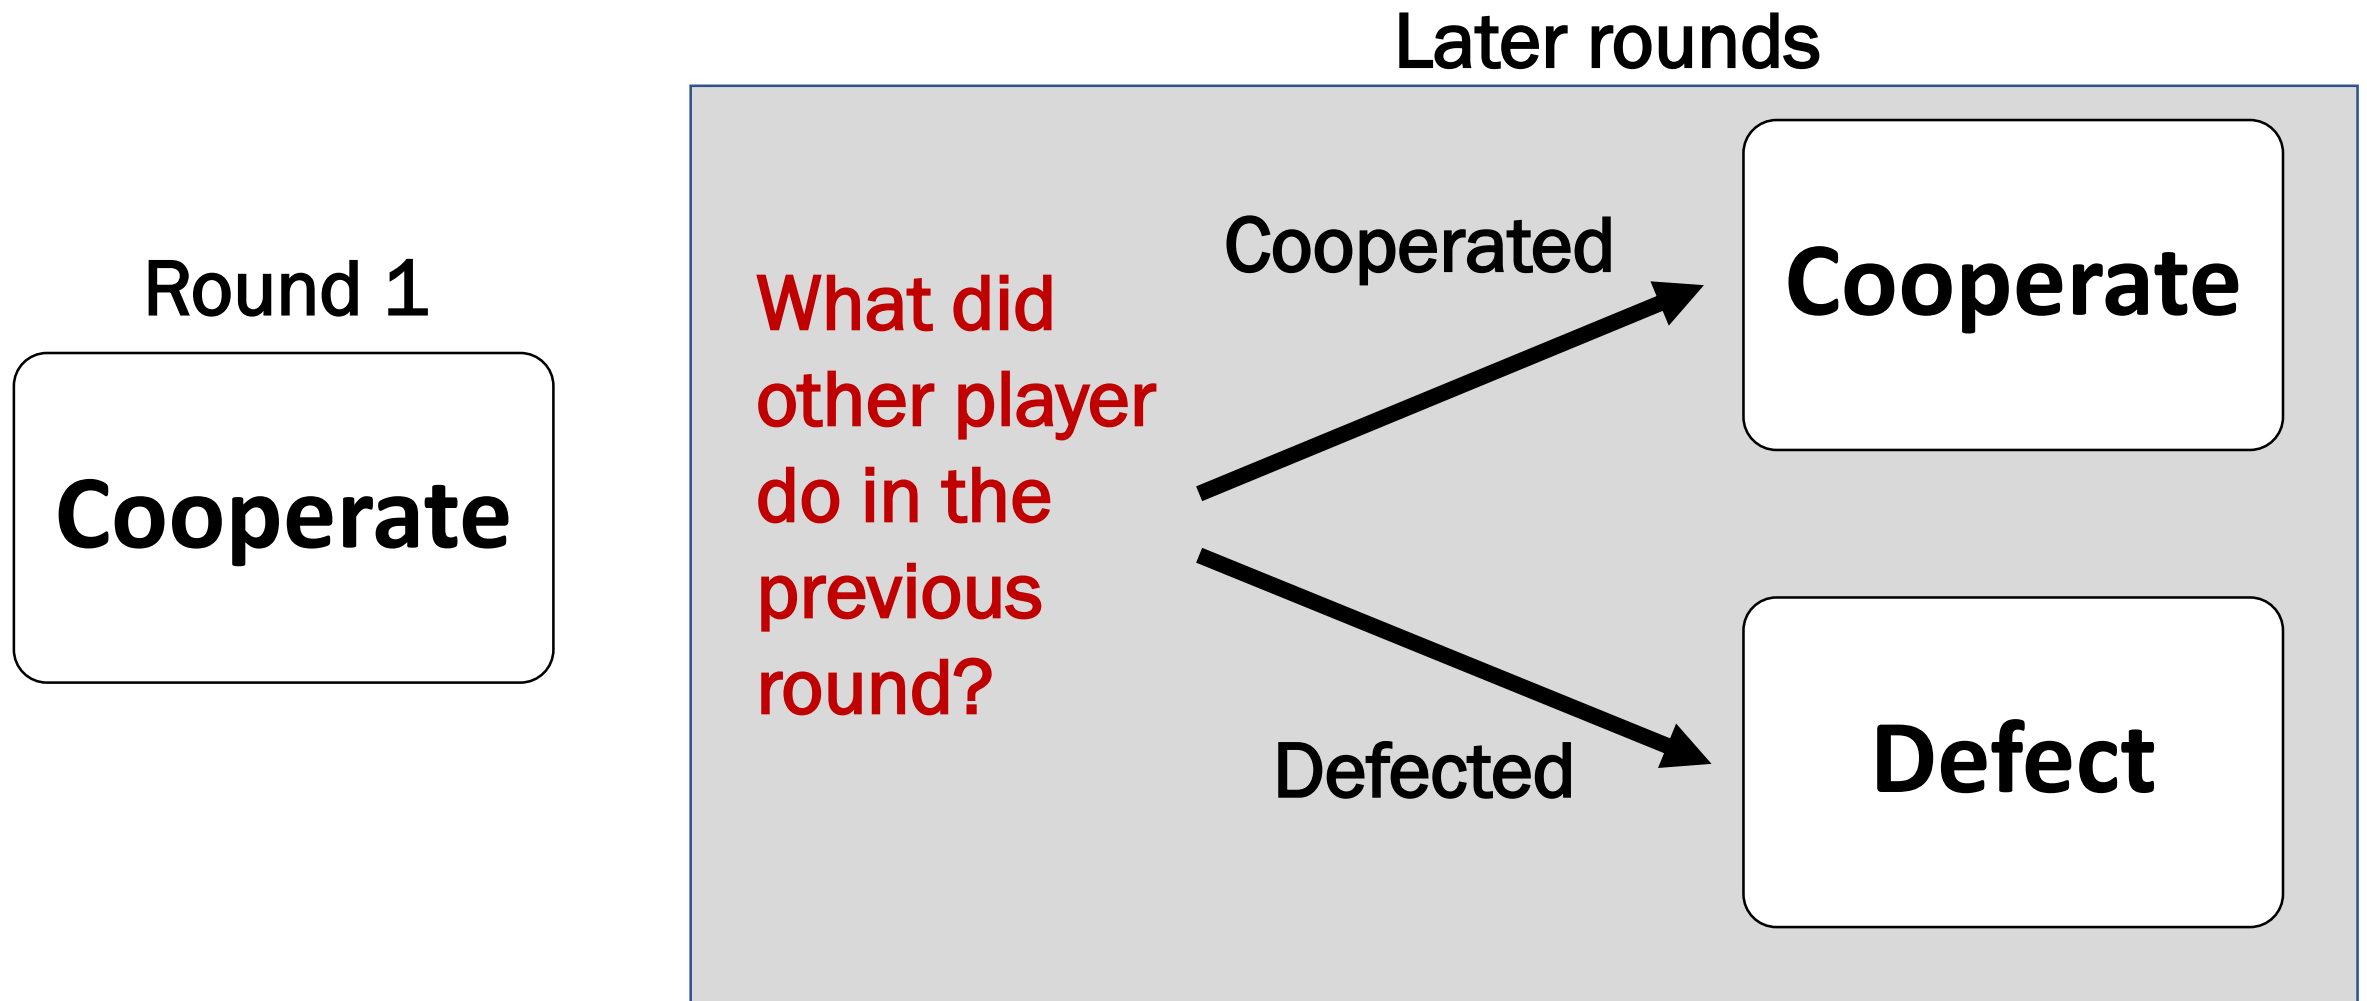 Later rounds
Round 1
Cooperate
What did
other player
do in the
previous
round?
Cooperated
Cooperate
Defected
Defect